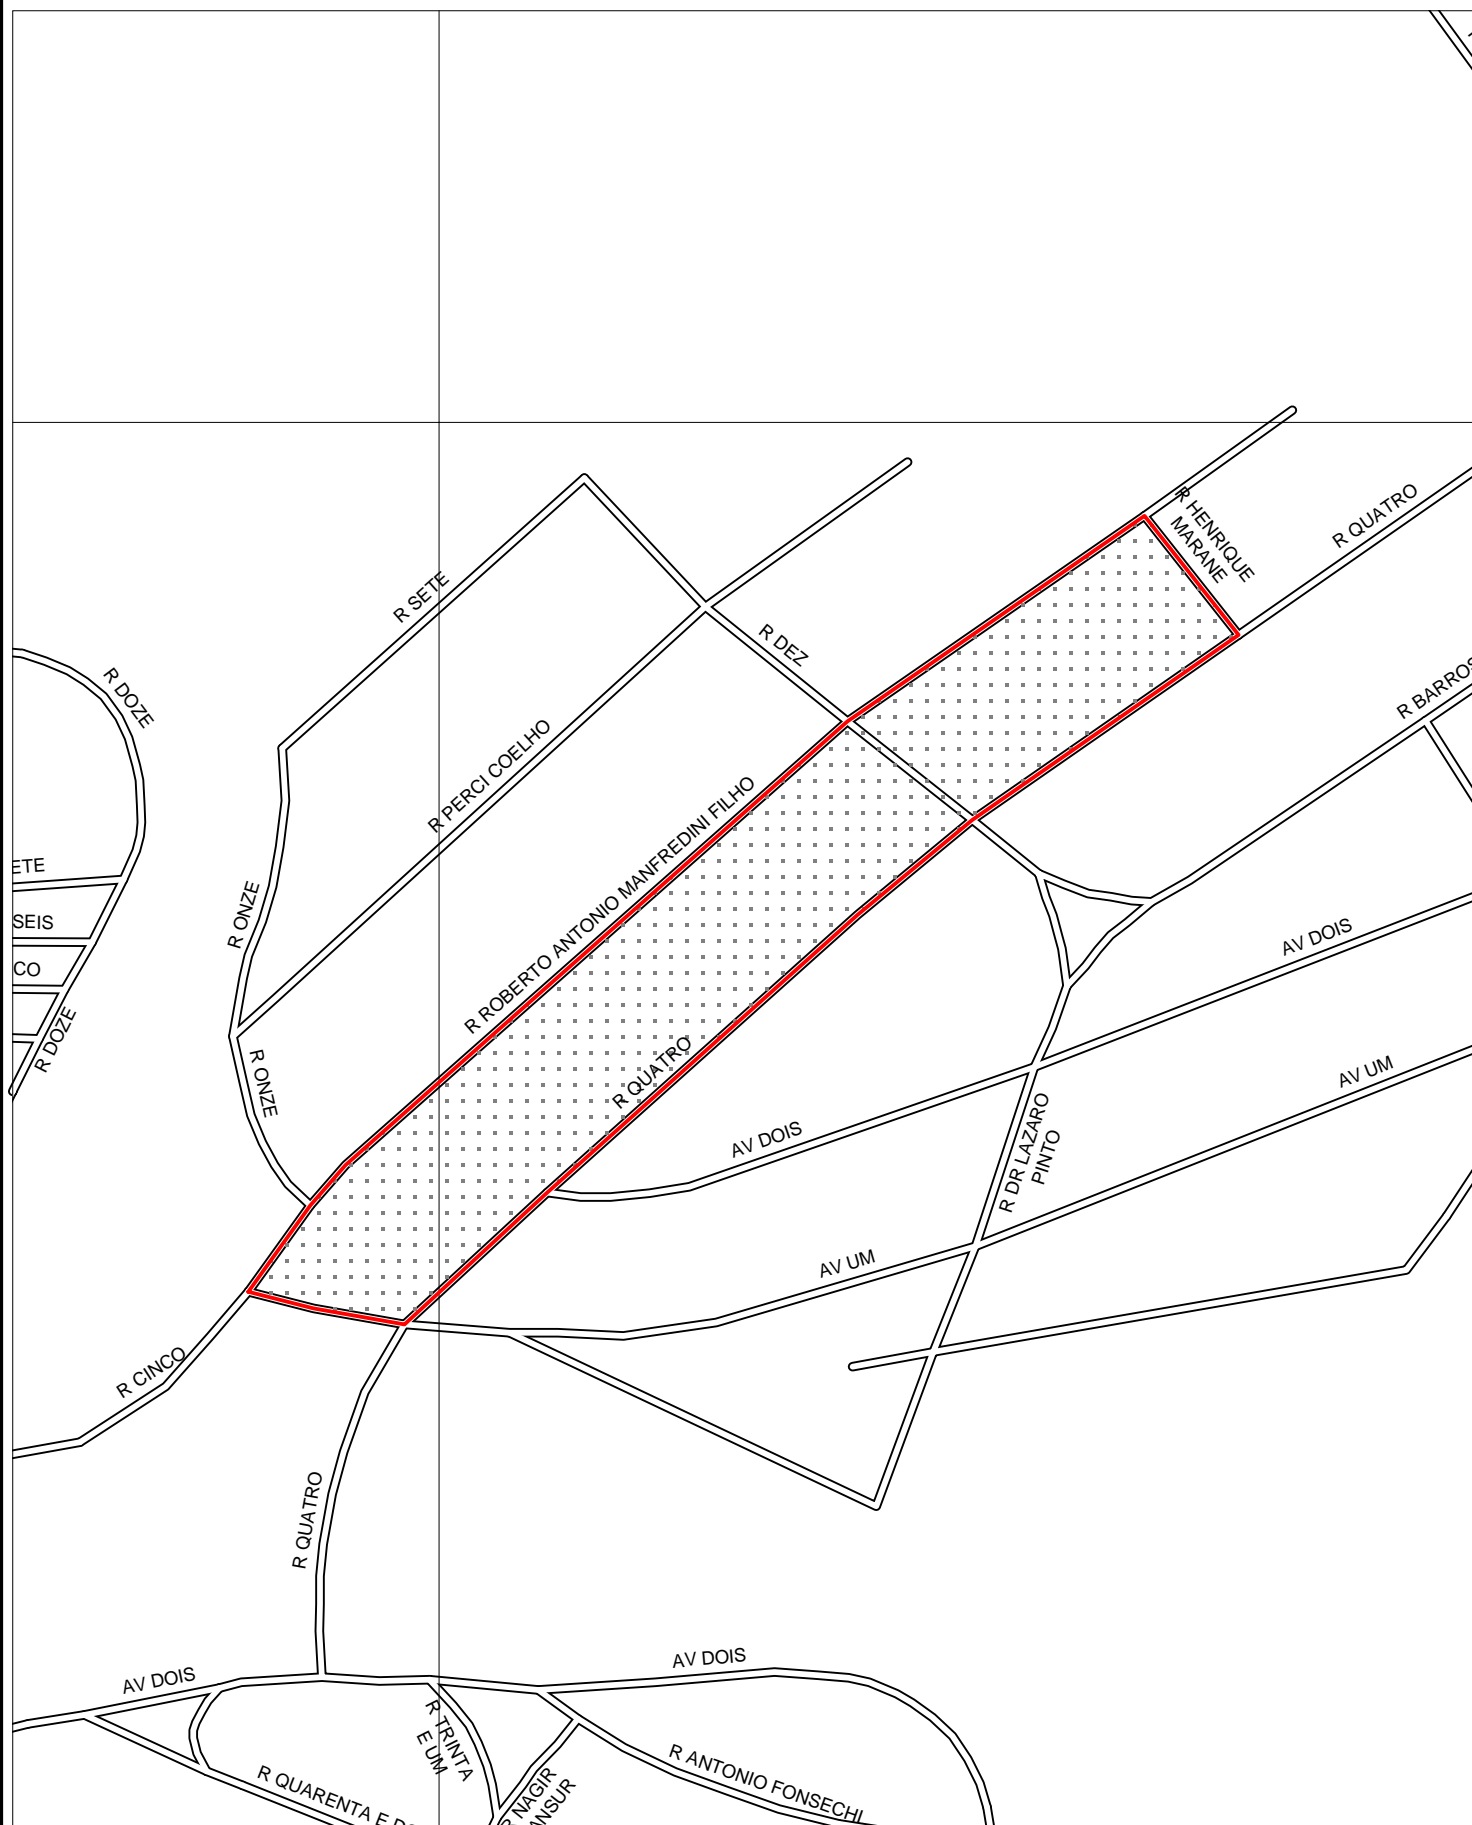 R HENRIQUE
MARANE
R QUATRO
R SETE
R DEZ
R DOZE
R BARROS
R PERCI COELHO
R ROBERTO ANTONIO MANFREDINI FILHO
ETE
R ONZE
SEIS
AV DOIS
CO
R DOZE
R QUATRO
R ONZE
AV UM
AV DOIS
R DR LAZARO
PINTO
AV UM
R CINCO
R QUATRO
AV DOIS
AV DOIS
R TRINTA
E UM
R ANTONIO FONSECHI
R QUARENTA E
R NAGIR
ANSUR